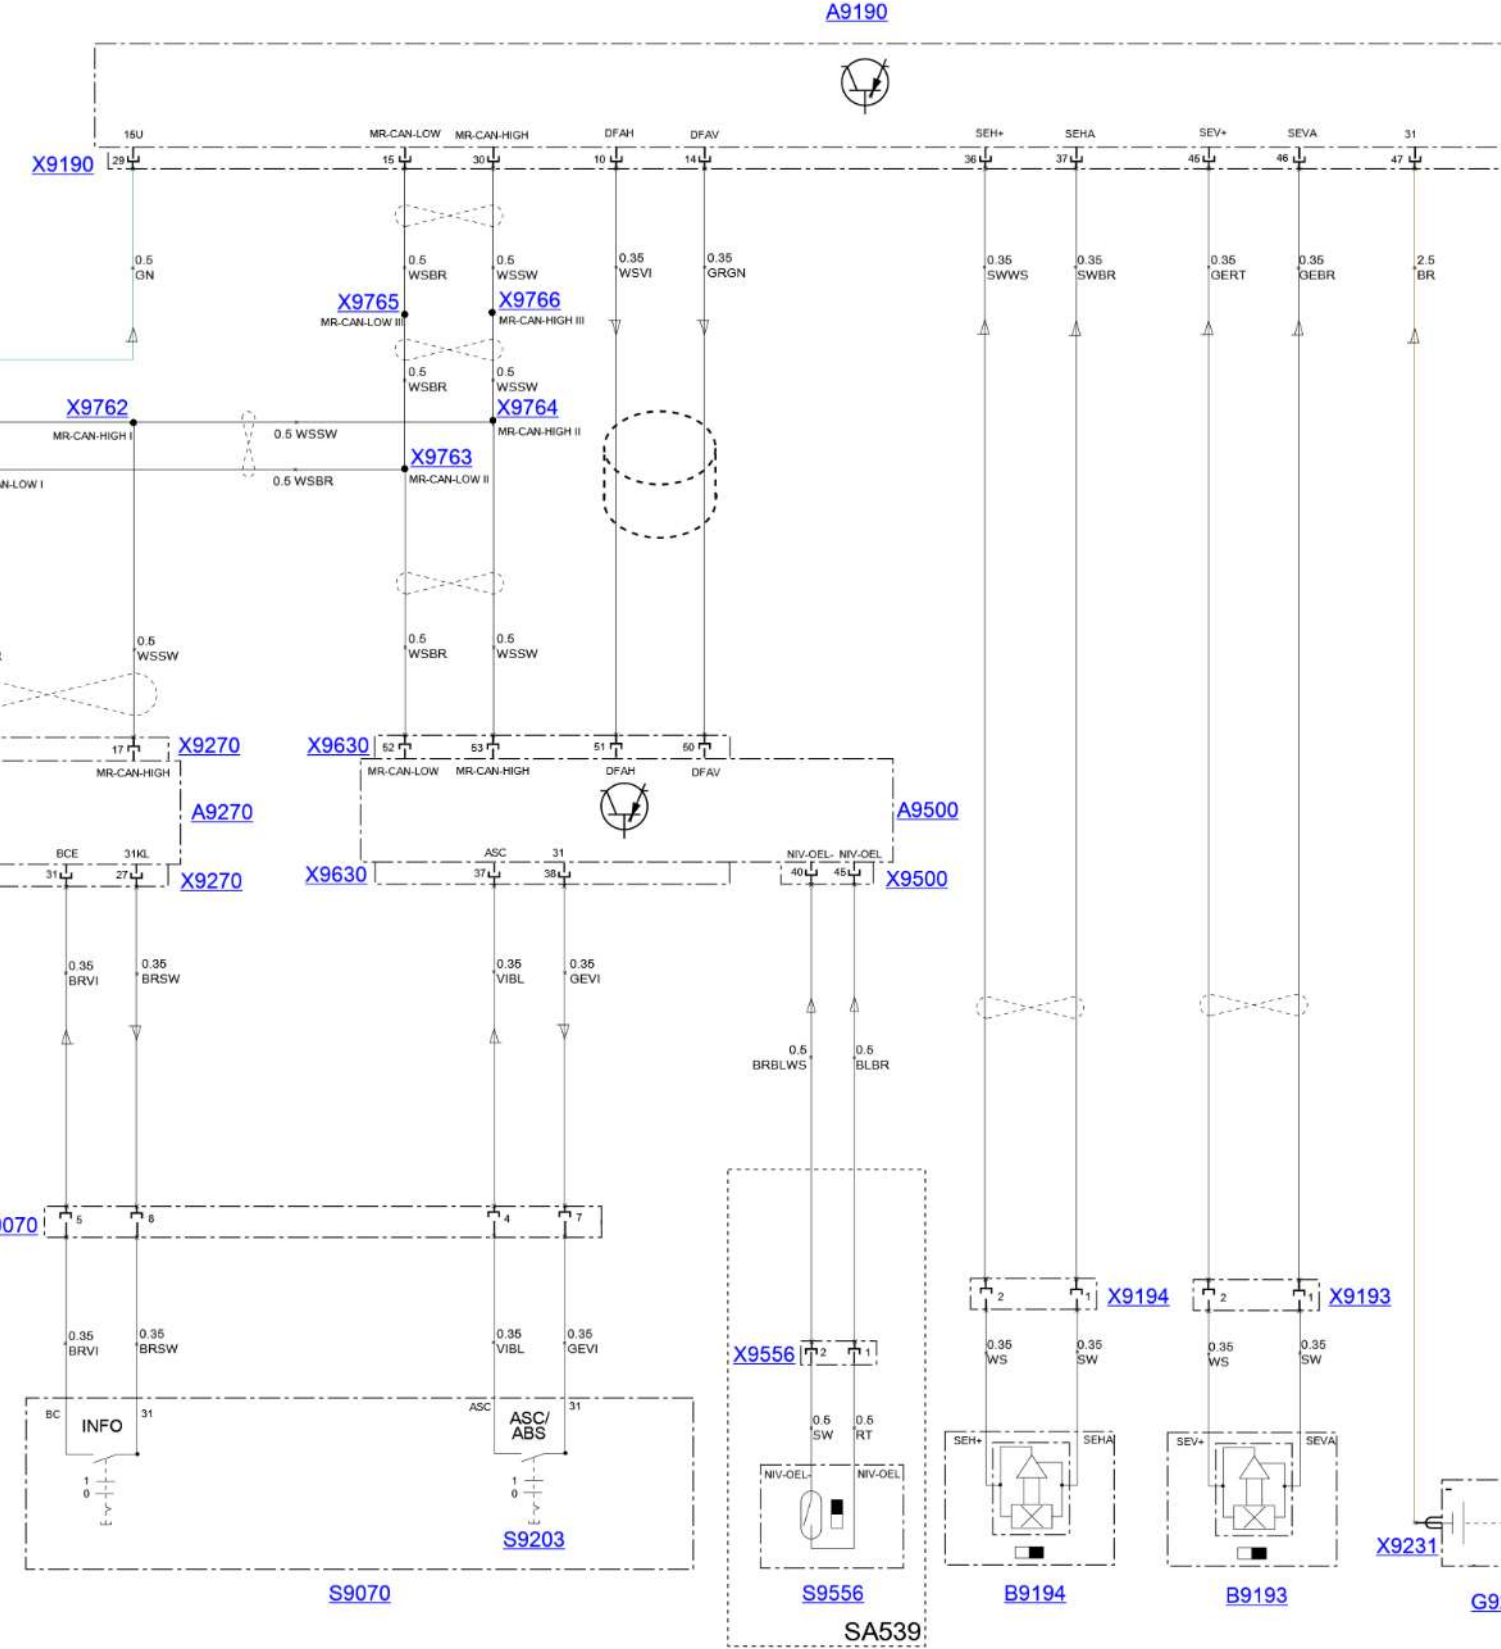 A9190
15U MR-CAN-LOW MR-CAN-HIGH DFAH DFAV SEH+ SEHA SEV+ SEVA 31
X9190 29 15 30 10 14 36 37 45 46 47
0.5 0.5 0.5 0.35 0.35 0.35 0.35 0.35 0.35 2.5
GN WSBR WSSW WSVI GRGN SWWS SWBR GERT GEBR BR
X9765 X9766
MR-CAN-LOW III MR-CAN-HIGH III
0.5 0.5
WSBR WSSW
X9762 X9764
MR-CAN-HIGH I 0.5 WSSW MR-CAN-HIGH II
X9763
N-LOW I 0.5 WSBR MR-CAN-LOW II
0.5 0.5 0.5
WSSW WSBR WSSW
17 X9270 X9630 52 53 51 50
MR-CAN-HIGH MR-CAN-LOW MR-CAN-HIGH DFAH DFAV
A9270 A9500
BCE 31KL ASC 31 NIV-OEL- NIV-OEL
31 27 X9270 X9630 37 38 40 45 X9500
0.35 0.35 0.35 0.35
BRVI BRSW VIBL GEVI
0.5 0.5
BRBLWS BLBR
9070 5 8 4 7
2 1 X9194 2 1 X9193
0.35 0.35 0.35 0.35
BRVI BRSW VIBL GEVI
X9556 2 1
0.35 0.35 0.35 0.35
WS SW WS SW
BC INFO 31 ASC ASC/ 31
ABS
0.5 0.5
SW RT
SEH+ SEHA SEV+ SEVA
NIV-OEL- NIV-OEL
1 1
0 0
S9203
X9231
-
S9070 S9556 B9194 B9193 G9
SA539